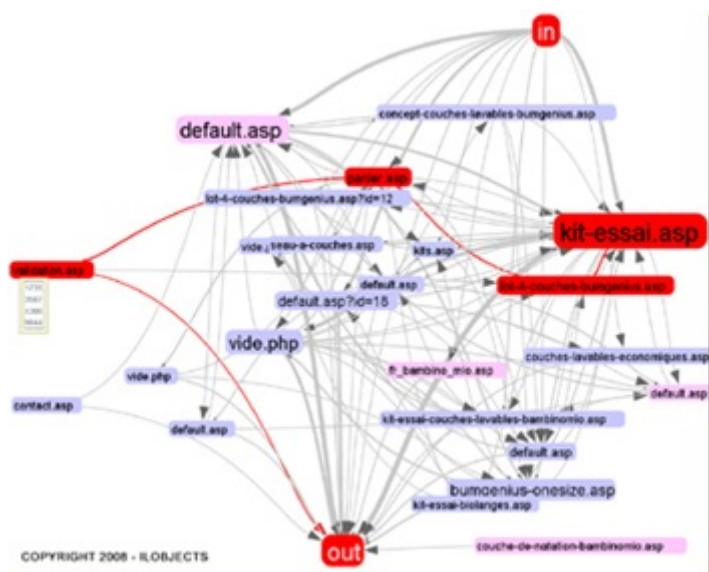 in
concept-couches-lavables-bumgenius.asp
default.asp
panier.asp
lot-4-couches-bumgenius.asp?id=12
kit-essai.asp
vide.
seau-a-couches.asp
kits.asp
validation.asp
default.asp
lot-4-couches-bumgenius.asp
default.asp?id=18
vide.php
couches-lavables-economiques.asp
fr_bambino_mio.asp
vide.php
default.asp
contact.asp
kit-essai-couches-lavables-bambinomio.asp
default.asp
default.asp
bumgenius-onesize.asp
kit-essai-biolanges.asp
out
couche-de-natation-bambinomio.asp
COPYRIGHT 2008 - ILOBJECTS